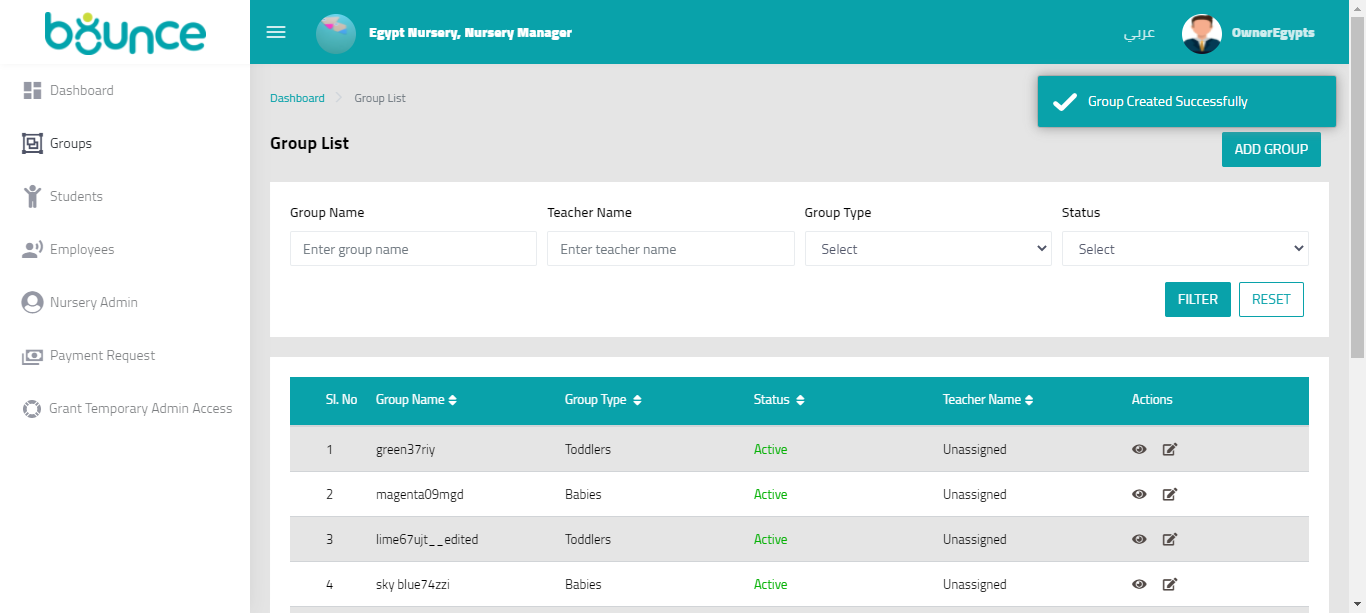 bounce
Egypt Nursery, Nursery Manager
عربي
OwnerEgypts
Dashboard
Groups
Students
Employees
Nursery Admin
Payment Request
Grant Temporary Admin Access
Dashboard
Group List
Group Created Successfully
Group List
ADD GROUP
Group Name
Teacher Name
Group Type
Status
Enter group name
Enter teacher name
Select
Select
FILTER
RESET
Sl. No Group Name Group Type Status Teacher Name Actions
1 green37riy Toddlers Active Unassigned
2 magenta09mgd Babies Active Unassigned
3 lime67ujt__edited Toddlers Active Unassigned
4 sky blue74zzi Babies Active Unassigned